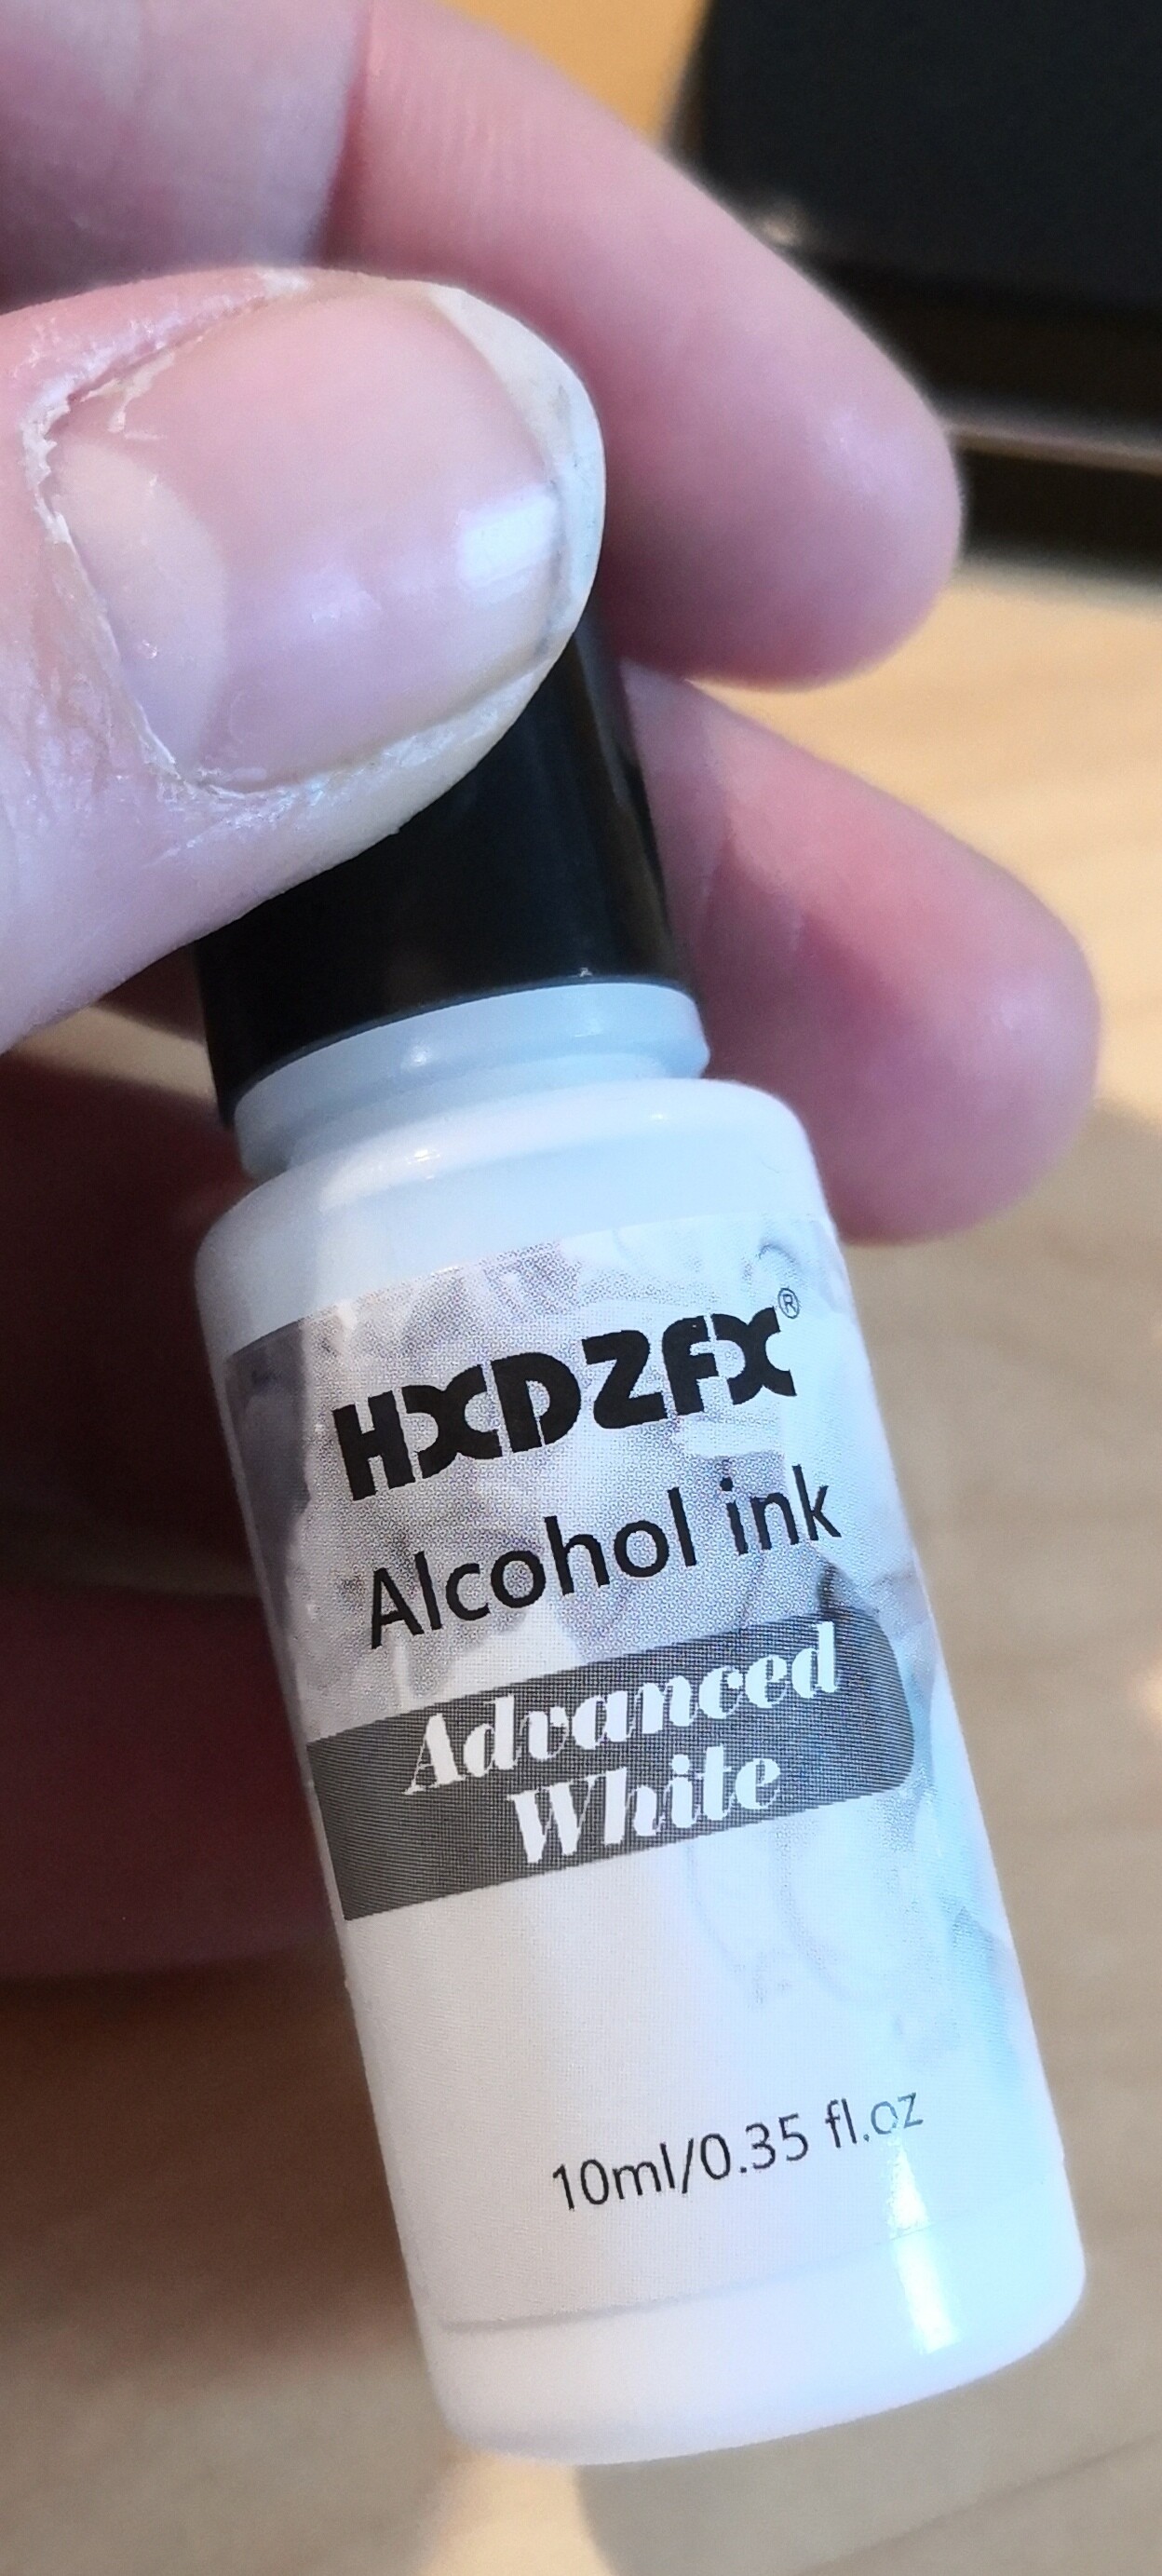 HXDZFX®
Alcohol ink
Advanced
White
10ml/0.35 fl.oz